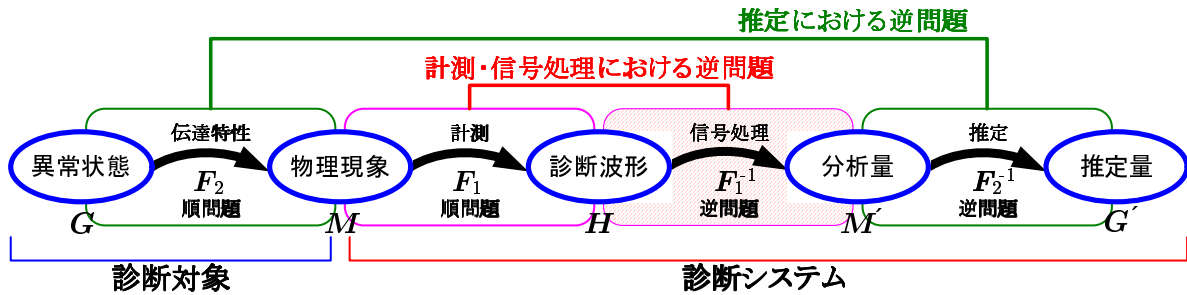 推定における逆問題
計測・信号処理における逆問題
伝達特性 計測 信号処理 推定
異常状態 物理現象 診断波形 分析量 推定量
F₂ F₁ F₁⁻¹ F₂⁻¹
順問題 順問題 逆問題 逆問題
G M H M´ G´
診断対象 診断システム